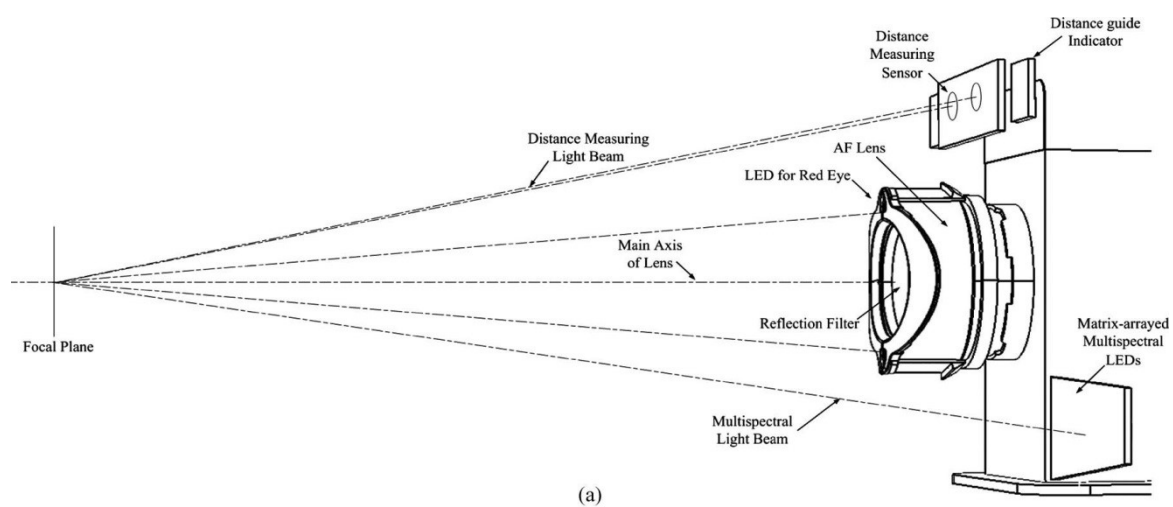 Distance
Measuring
Sensor
Distance guide
Indicator
Distance Measuring
Light Beam
AF Lens
LED for Red Eye
Main Axis
of Lens
Reflection Filter
Focal Plane
Matrix-arrayed
Multispectral
LEDs
Multispectral
Light Beam
(a)